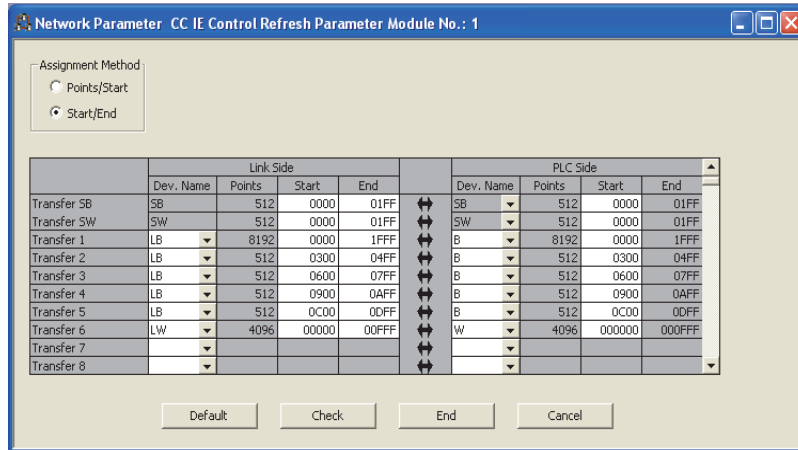 Network Parameter CC IE Control Refresh Parameter Module No.: 1
Assignment Method
Points/Start
Start/End
Link Side PLC Side
Dev. Name Points Start End Dev. Name Points Start End
Transfer SB SB 512 0000 01FF SB 512 0000 01FF
Transfer SW SW 512 0000 01FF SW 512 0000 01FF
Transfer 1 LB 8192 0000 1FFF B 8192 0000 1FFF
Transfer 2 LB 512 0300 04FF B 512 0300 04FF
Transfer 3 LB 512 0600 07FF B 512 0600 07FF
Transfer 4 LB 512 0900 0AFF B 512 0900 0AFF
Transfer 5 LB 512 0C00 0DFF B 512 0C00 0DFF
Transfer 6 LW 4096 00000 00FFF W 4096 000000 000FFF
Transfer 7
Transfer 8
Default Check End Cancel